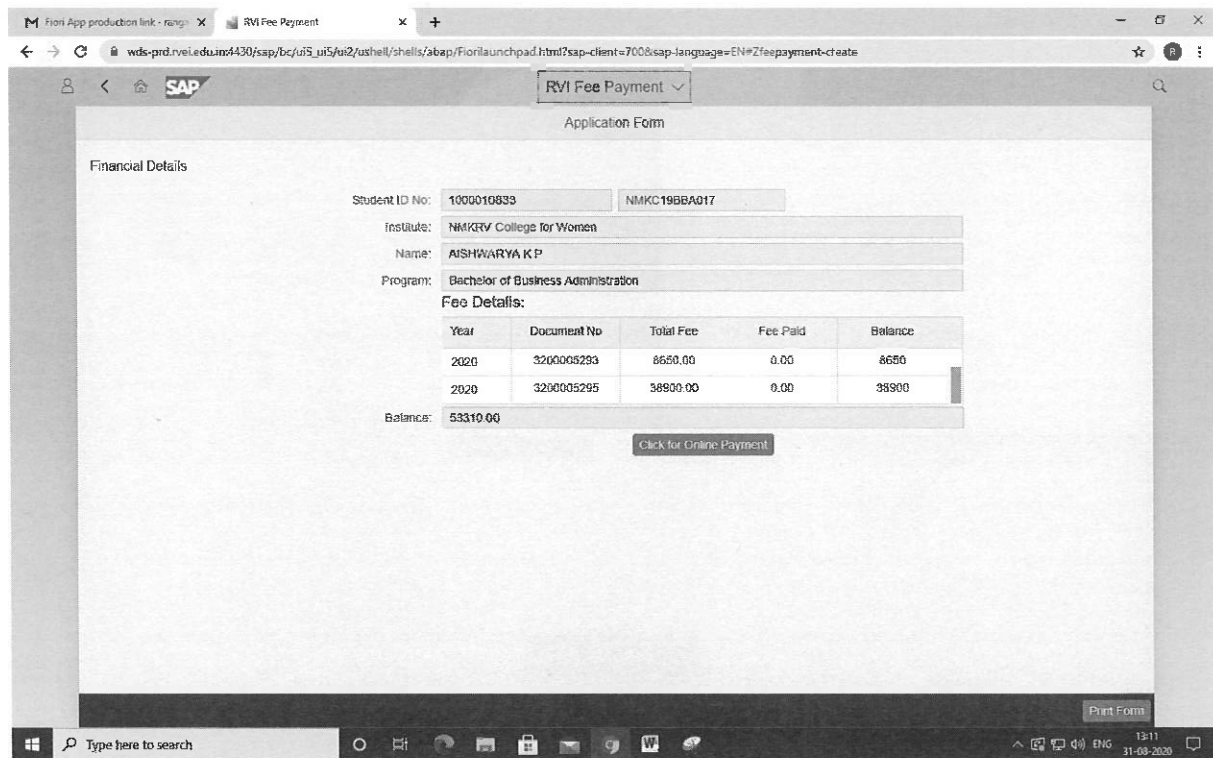 Fiori App production link - rang
RVI Fee Payment
wds-prd.rvei.edu.in:4430/sap/bc/ui5_ui5/ui2/ushell/shells/abap/Fiorilaunchpad.html?sap-client=700&sap-language=EN#Zfeepayment-create
R
SAP
RVI Fee Payment
Application Form
Financial Details
Student ID No: 1000010833 NMKC19BBA017
Institute: NMKRV College for Women
Name: AISHWARYA K P
Program: Bachelor of Business Administration
Fee Details:
Year Document No Total Fee Fee Paid Balance
2020 3200005293 8650.00 0.00 8650
2020 3200005295 38900.00 0.00 38900
Balance: 53310.00
Click for Online Payment
Print Form
Type here to search
ENG
13:11
31-08-2020